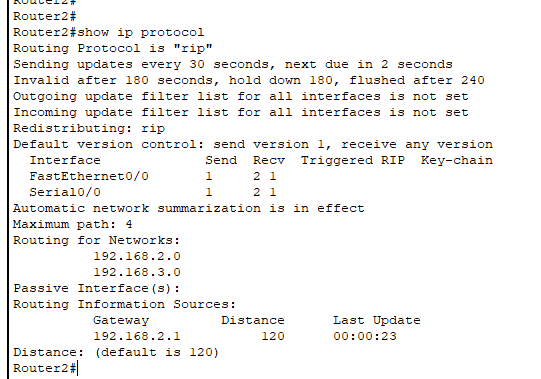 Router2#
Router2#
Router2#show ip protocol
Routing Protocol is "rip"
Sending updates every 30 seconds, next due in 2 seconds
Invalid after 180 seconds, hold down 180, flushed after 240
Outgoing update filter list for all interfaces is not set
Incoming update filter list for all interfaces is not set
Redistributing: rip
Default version control: send version 1, receive any version
  Interface             Send  Recv  Triggered RIP  Key-chain
  FastEthernet0/0       1     2 1
  Serial0/0             1     2 1
Automatic network summarization is in effect
Maximum path: 4
Routing for Networks:
          192.168.2.0
          192.168.3.0
Passive Interface(s):
Routing Information Sources:
          Gateway         Distance      Last Update
          192.168.2.1          120      00:00:23
Distance: (default is 120)
Router2#